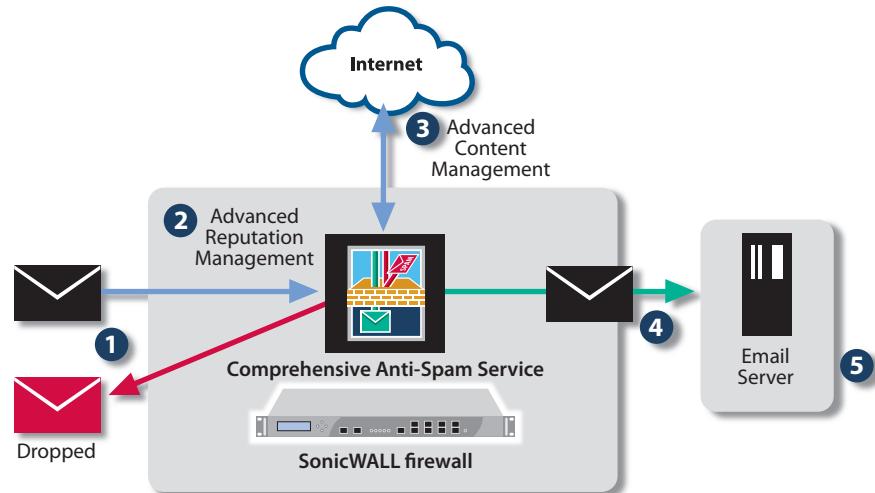 Internet
3
Advanced
Content
Management
2
Advanced
Reputation
Management
SPAM
1
4
Comprehensive Anti-Spam Service
Email
Server
5
Dropped
SonicWALL firewall